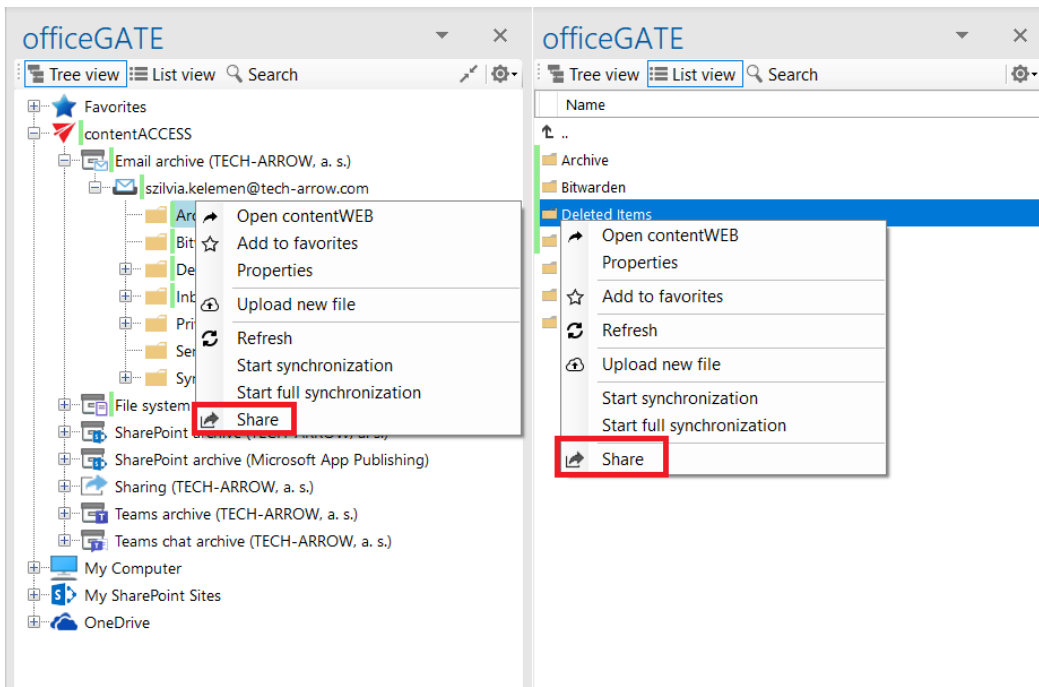 officeGATE
Tree view List view Search
Favorites
contentACCESS
Email archive (TECH-ARROW, a. s.)
szilvia.kelemen@tech-arrow.com
Open contentWEB
Add to favorites
Properties
Upload new file
Refresh
Start synchronization
Start full synchronization
Share
File system
SharePoint archive (TECH-ARROW, a. s.)
SharePoint archive (Microsoft App Publishing)
Sharing (TECH-ARROW, a. s.)
Teams archive (TECH-ARROW, a. s.)
Teams chat archive (TECH-ARROW, a. s.)
My Computer
My SharePoint Sites
OneDrive
officeGATE
Tree view List view Search
Name
..
Archive
Bitwarden
Deleted Items
Open contentWEB
Properties
Add to favorites
Refresh
Upload new file
Start synchronization
Start full synchronization
Share